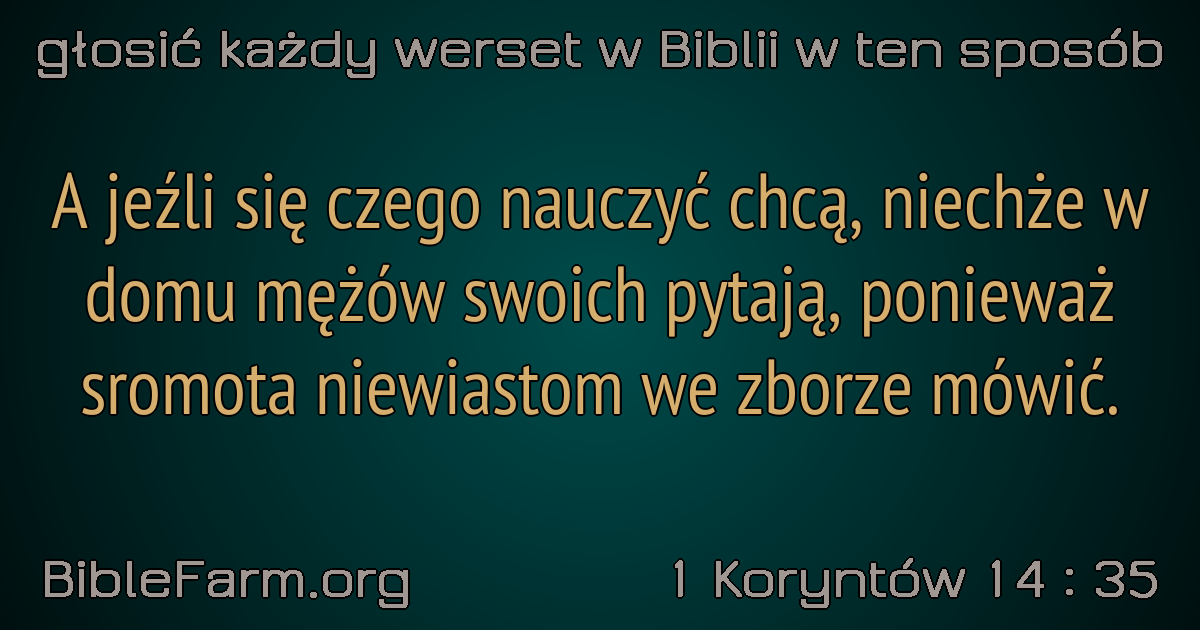 głosić każdy werset w Biblii w ten sposób
A jeźli się czego nauczyć chcą, niechże w
domu mężów swoich pytają, ponieważ
sromota niewiastom we zborze mówić.
BibleFarm.org
1 Koryntów 14 : 35